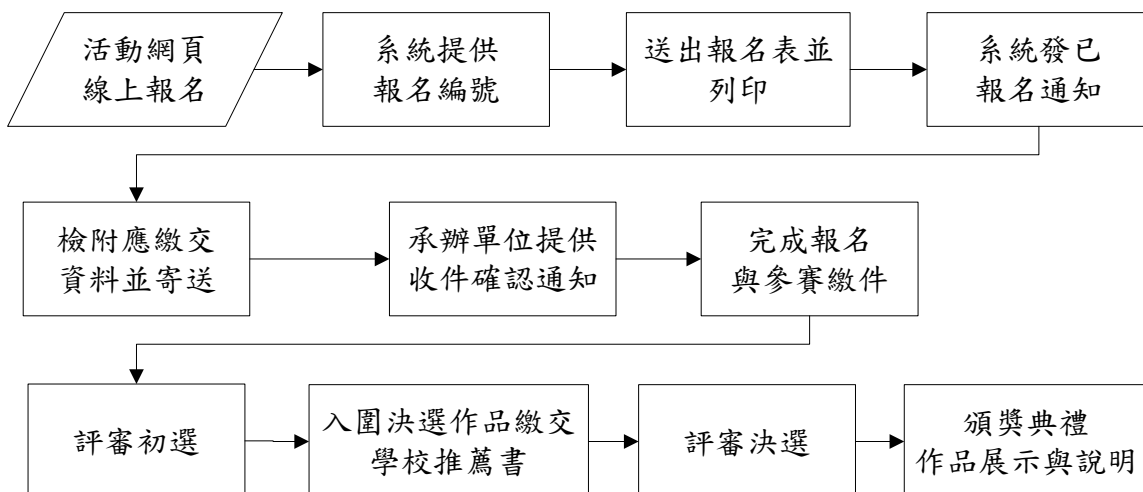 活動網頁
線上報名
系統提供
報名編號
送出報名表並
列印
系統發已
報名通知
檢附應繳交
資料並寄送
承辦單位提供
收件確認通知
完成報名
與參賽繳件
評審初選
入圍決選作品繳交
學校推薦書
評審決選
頒獎典禮
作品展示與說明